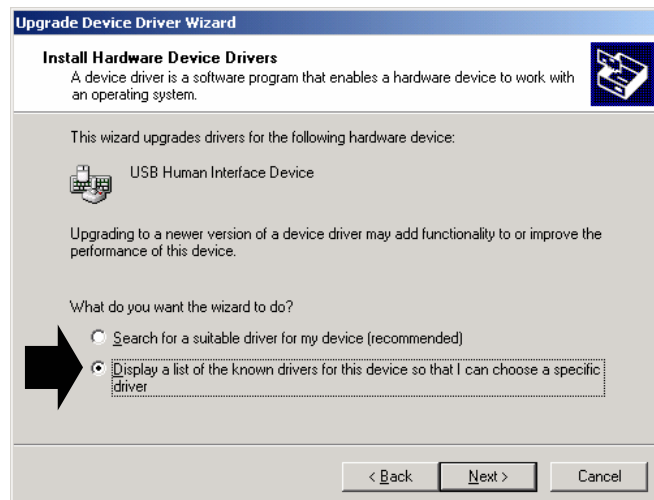 Upgrade Device Driver Wizard
Install Hardware Device Drivers
A device driver is a software program that enables a hardware device to work with
an operating system.
This wizard upgrades drivers for the following hardware device:
USB Human Interface Device
Upgrading to a newer version of a device driver may add functionality to or improve the
performance of this device.
What do you want the wizard to do?
Search for a suitable driver for my device (recommended)
Display a list of the known drivers for this device so that I can choose a specific
driver
< Back Next > Cancel